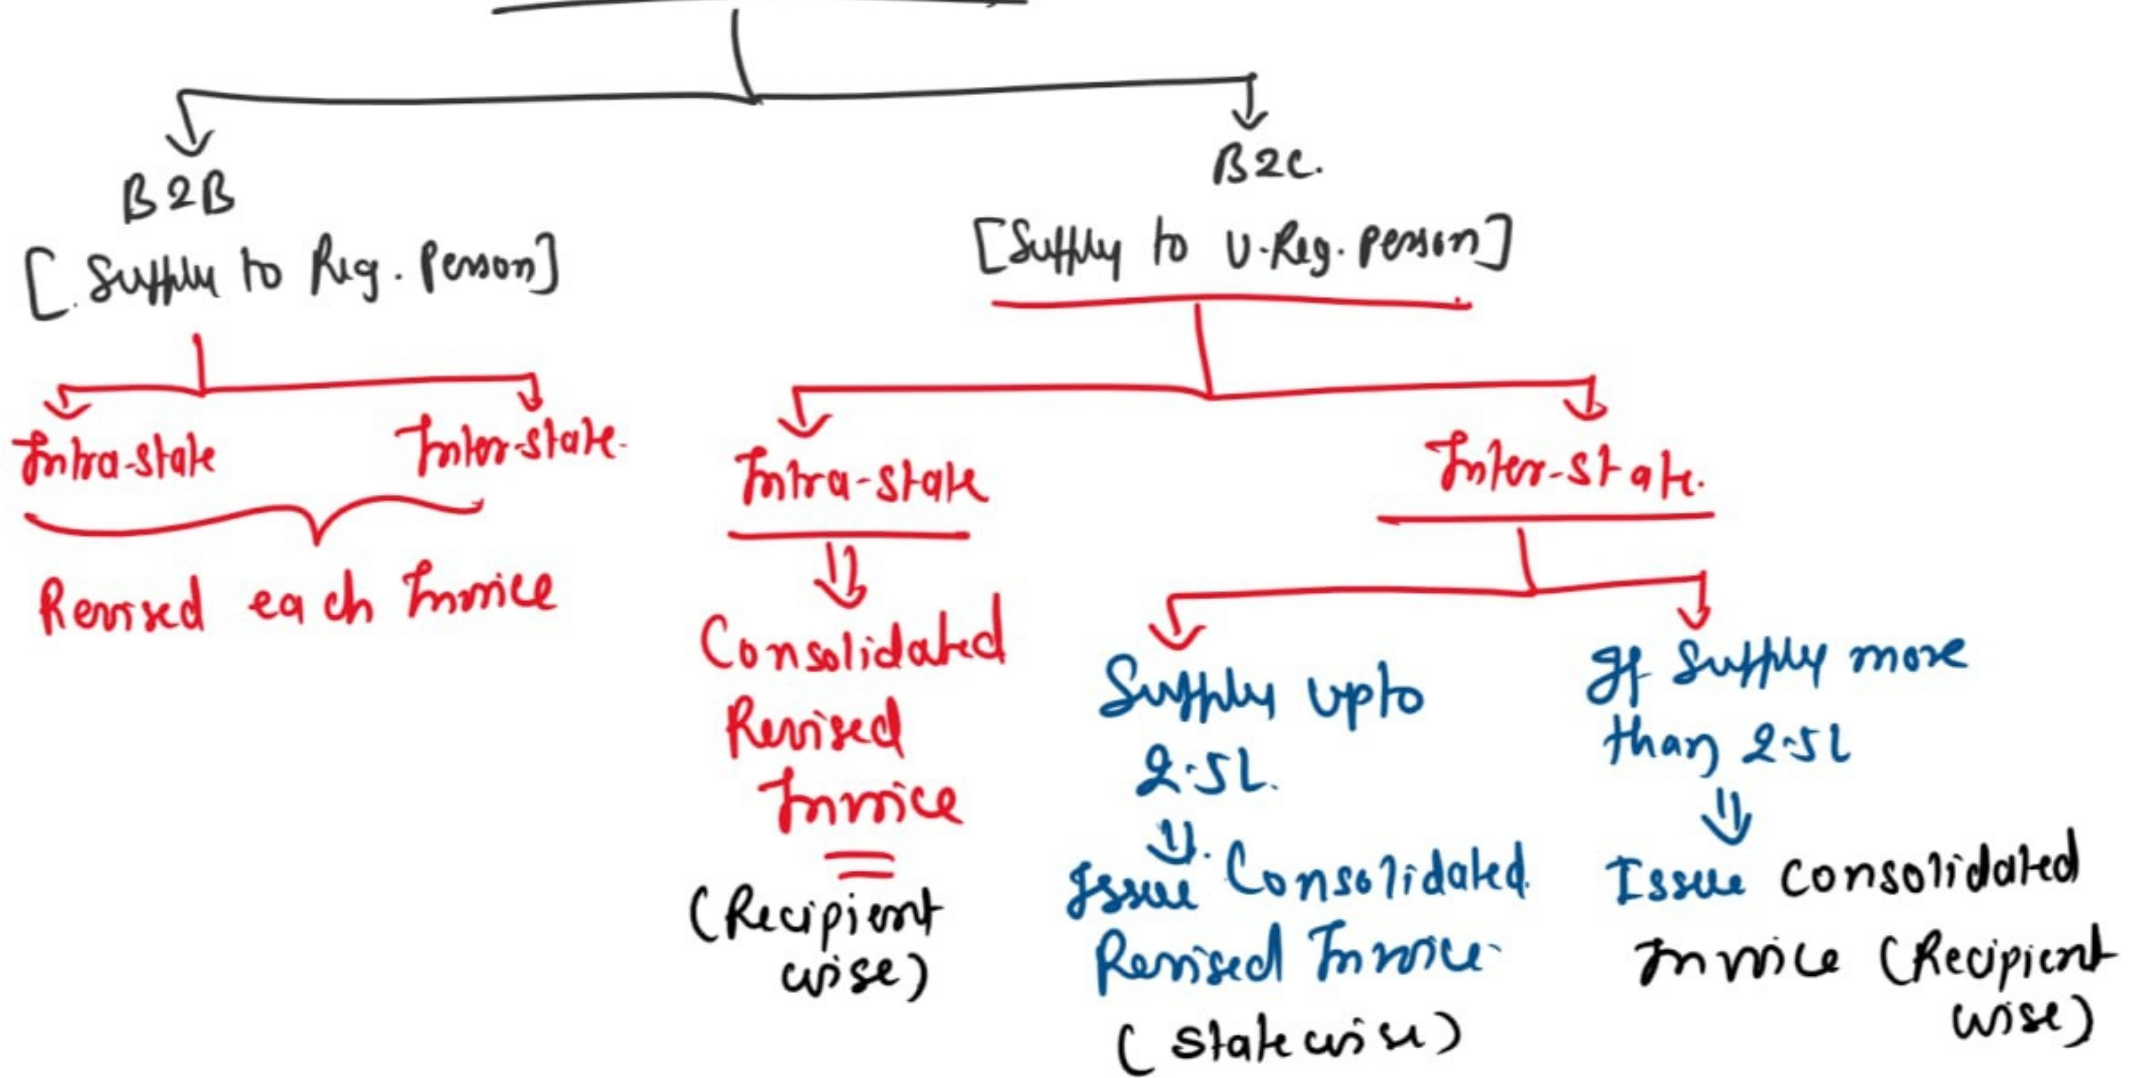 B2B
[Supply to Reg. Person]
Intra-state
Inter-state.
Revised each Invoice
B2C.
[Supply to U.Reg. person]
Intra-state
Consolidated
Revised
Invoice
(Recipient
wise)
Inter-state.
Supply upto
2.5L.
Issue Consolidated
Revised Invoice
(statewise)
If Supply more
than 2.5L
Issue Consolidated
Invoice (Recipient
wise)